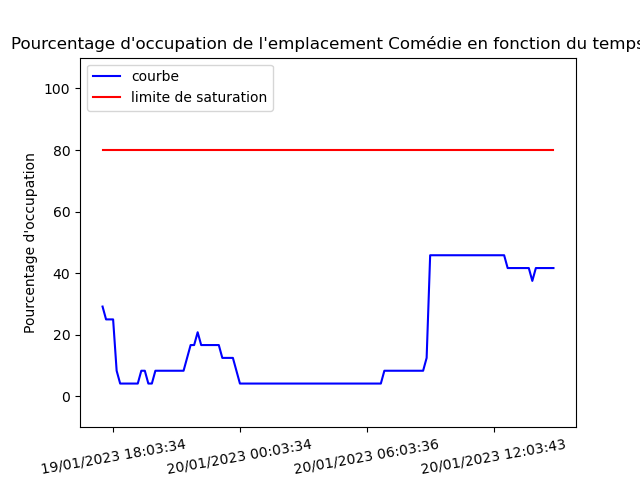 Pourcentage d'occupation de l'emplacement Comédie en fonction du temps
courbe
limite de saturation
100
80
60
40
20
0
Pourcentage d'occupation
19/01/2023 18:03:34
20/01/2023 00:03:34
20/01/2023 06:03:36
20/01/2023 12:03:43